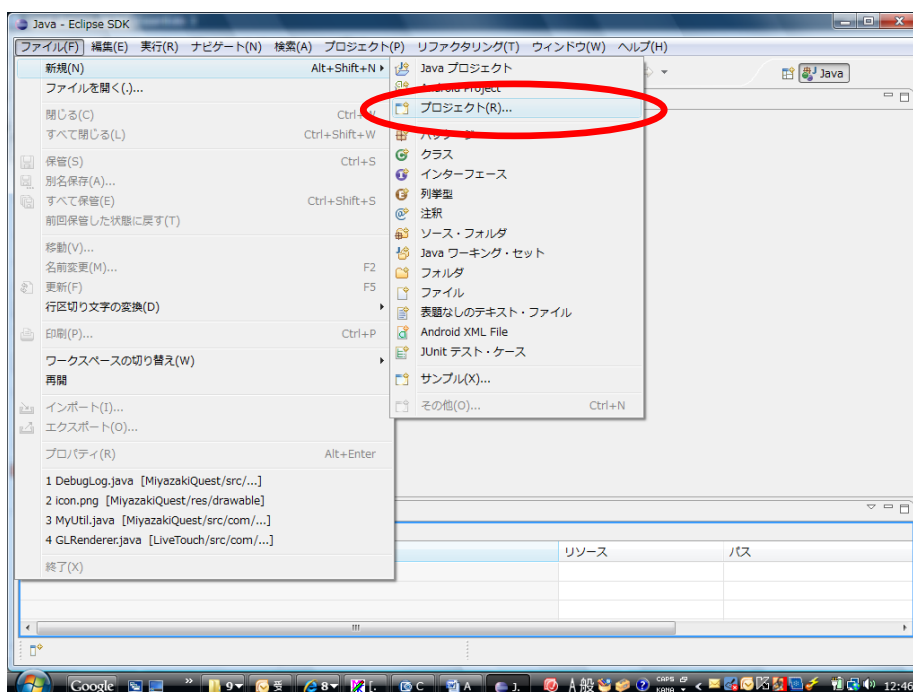 Java - Eclipse SDK
ファイル(F) 編集(E) 実行(R) ナビゲート(N) 検索(A) プロジェクト(P) リファクタリング(T) ウィンドウ(W) ヘルプ(H)
Java
新規(N) Alt+Shift+N
ファイルを開く(.)...
閉じる(C)
すべて閉じる(L) Ctrl+Shift+W
保管(S) Ctrl+S
別名保存(A)...
すべて保管(E) Ctrl+Shift+S
前回保管した状態に戻す(T)
移動(V)...
名前変更(M)... F2
更新(F) F5
行区切り文字の変換(D)
印刷(P)... Ctrl+P
ワークスペースの切り替え(W)
再開
インポート(I)...
エクスポート(O)...
プロパティ(R) Alt+Enter
1 DebugLog.java [MiyazakiQuest/src/...]
2 icon.png [MiyazakiQuest/res/drawable]
3 MyUtil.java [MiyazakiQuest/src/com/...]
4 GLRenderer.java [LiveTouch/src/com/...]
終了(X)
Java プロジェクト
Android Project
プロジェクト(R)...
クラス
インターフェース
列挙型
注釈
ソース・フォルダ
Java ワーキング・セット
フォルダ
ファイル
表題なしのテキスト・ファイル
Android XML File
JUnit テスト・ケース
サンプル(X)...
その他(O)... Ctrl+N
リソース パス
Google 9 受 8 [. C A J. A 般 CAPS KANA 12:46